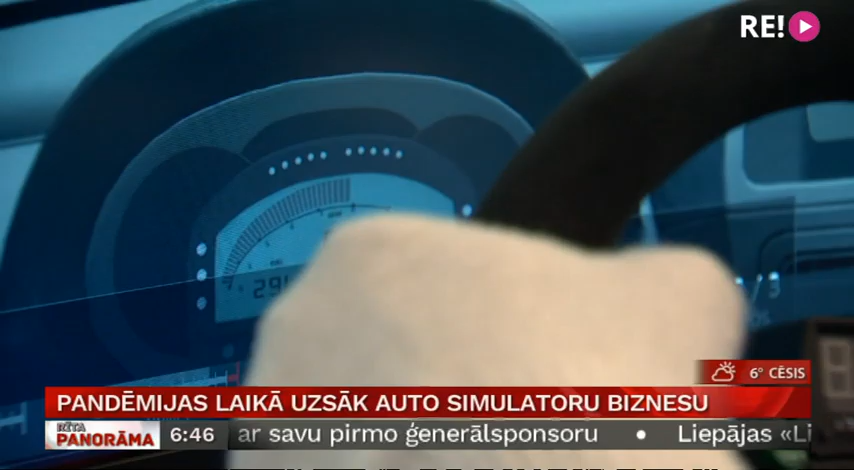 RE!
29
6° CĒSIS
PANDĒMIJAS LAIKĀ UZSĀK AUTO SIMULATORU BIZNESU
RĪTA
PANORĀMA
6:46 ar savu pirmo ģenerālsponsoru • Liepājas «Li